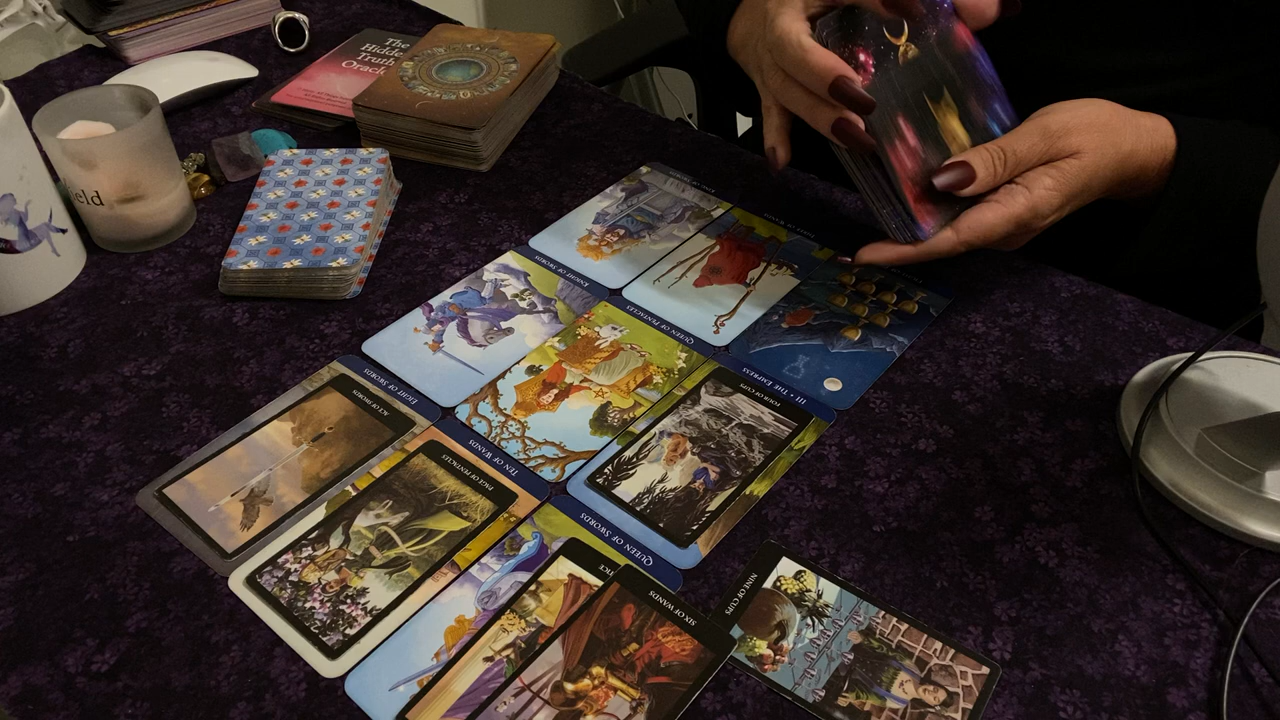 The
Hidden
Truth
Oracle
ield
KNIGHT OF SWORDS
QUEEN OF PENTACLES
III • THE EMPRESS
EIGHT OF SWORDS
TEN OF WANDS
QUEEN OF SWORDS
ACE OF SWORDS
PAGE OF PENTACLES
FOUR OF CUPS
ICE
SIX OF WANDS
NINE OF CUPS